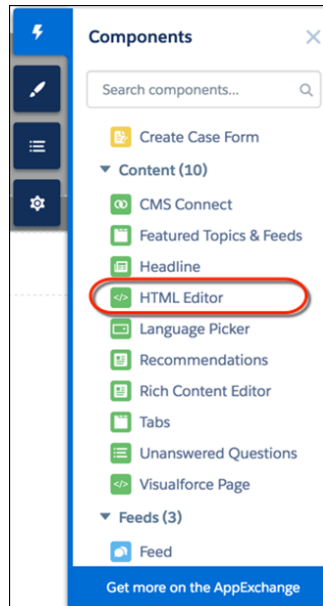 Components
Search components...
Create Case Form
Content (10)
CMS Connect
Featured Topics & Feeds
Headline
HTML Editor
Language Picker
Recommendations
Rich Content Editor
Tabs
Unanswered Questions
Visualforce Page
Feeds (3)
Feed
Get more on the AppExchange